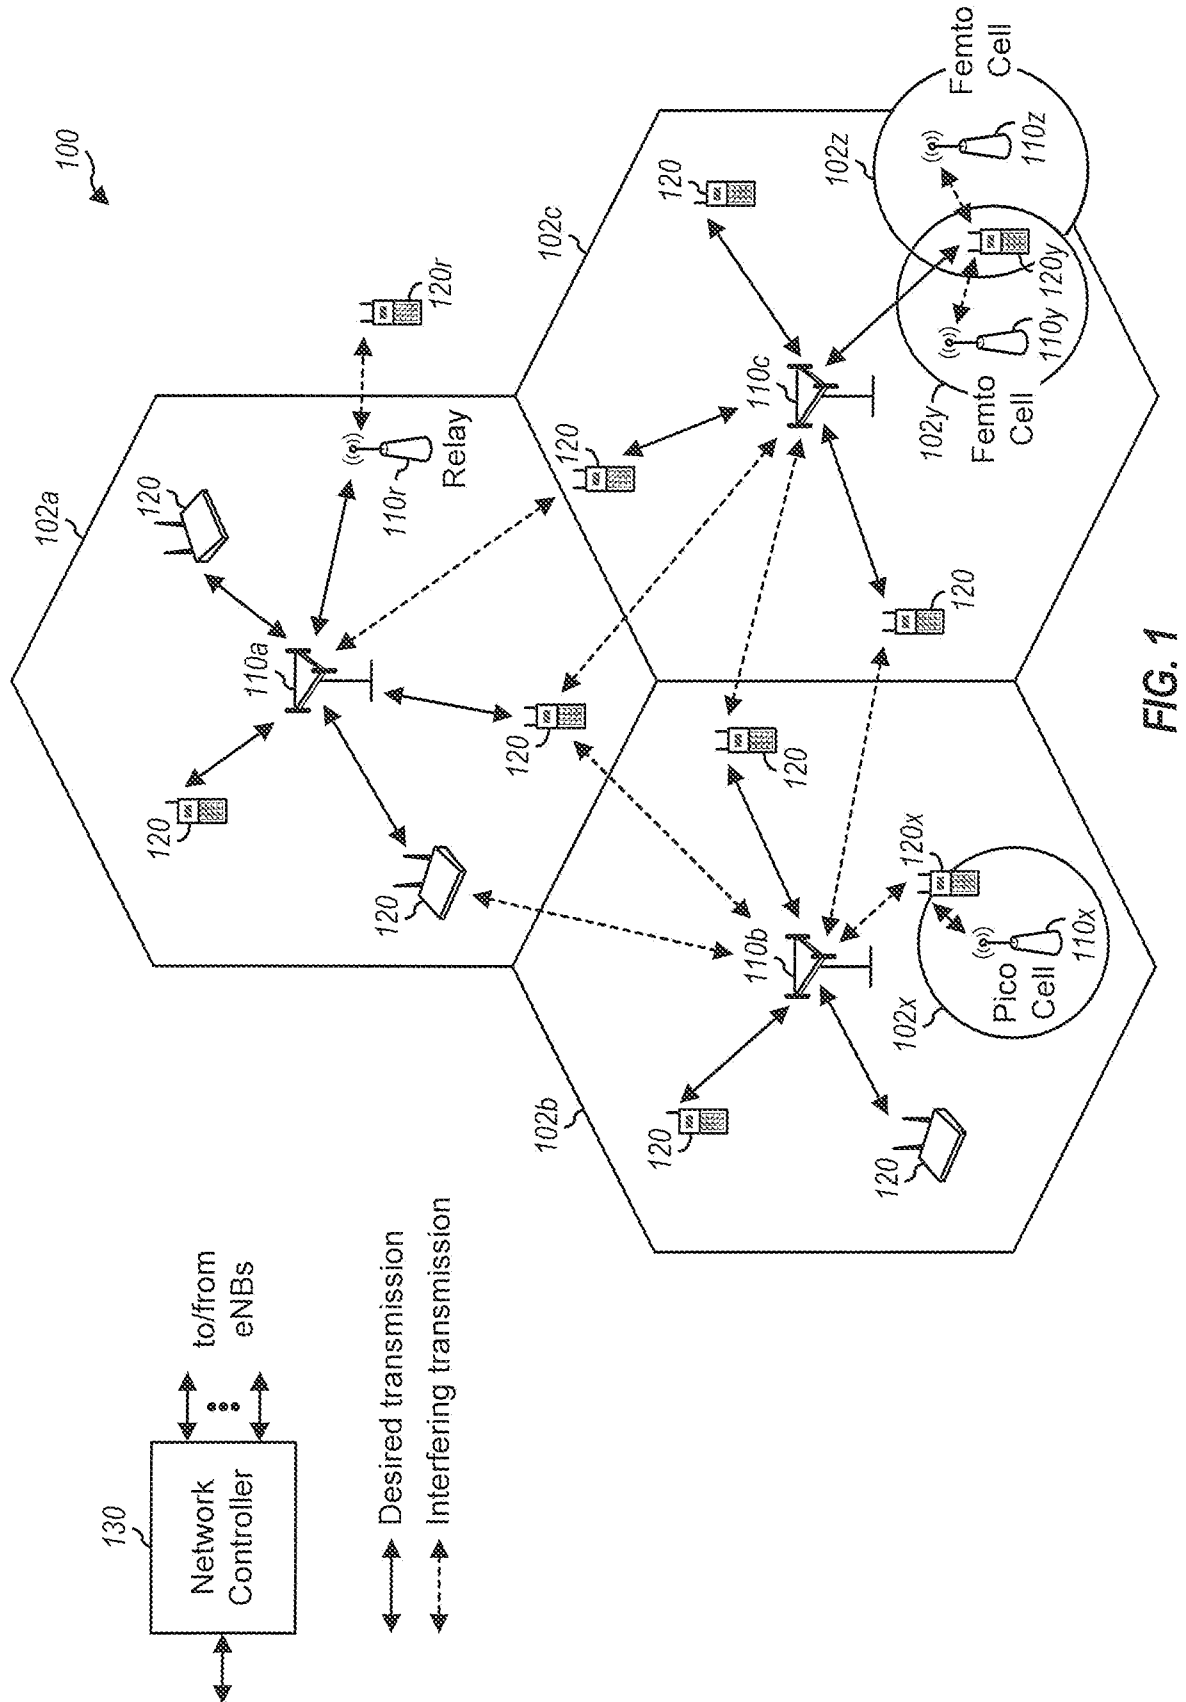 100
130
Network
Controller
to/from
eNBs
Desired transmission
Interfering transmission
102a
120
120
110a
110r
Relay
120r
120
120
102b
120
120
110b
120
120
120x
102x
Pico
Cell
110x
102c
120
120
110c
120
102y
Femto
Cell
110y
120y
102z
110z
Femto
Cell
FIG. 1